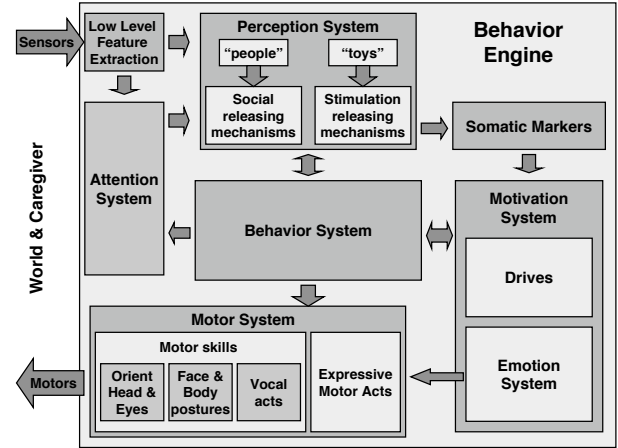 Behavior
Engine
Sensors
Low Level
Feature
Extraction
Perception System
“people”
“toys”
Social
releasing
mechanisms
Stimulation
releasing
mechanisms
Somatic Markers
Attention
System
World & Caregiver
Behavior System
Motivation
System
Drives
Emotion
System
Motor System
Motor skills
Orient
Head &
Eyes
Face &
Body
postures
Vocal
acts
Expressive
Motor Acts
Motors